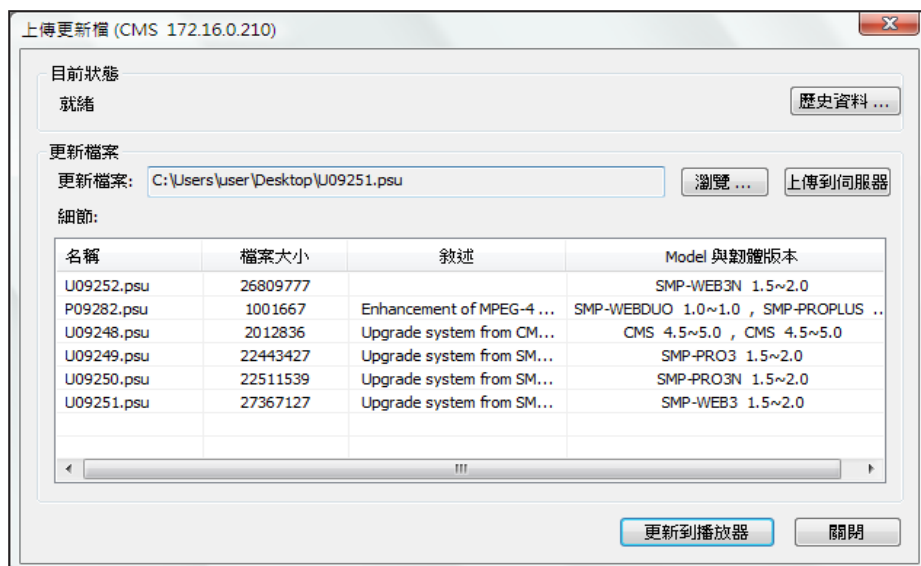 上傳更新檔 (CMS 172.16.0.210)
目前狀態
就緒
歷史資料 ...
更新檔案
更新檔案: C:\Users\user\Desktop\U09251.psu 瀏覽 ... 上傳到伺服器
細節:
名稱 檔案大小 敘述 Model 與韌體版本
U09252.psu 26809777 SMP-WEB3N 1.5~2.0
P09282.psu 1001667 Enhancement of MPEG-4 ... SMP-WEBDUO 1.0~1.0 , SMP-PROPLUS ..
U09248.psu 2012836 Upgrade system from CM... CMS 4.5~5.0 , CMS 4.5~5.0
U09249.psu 22443427 Upgrade system from SM... SMP-PRO3 1.5~2.0
U09250.psu 22511539 Upgrade system from SM... SMP-PRO3N 1.5~2.0
U09251.psu 27367127 Upgrade system from SM... SMP-WEB3 1.5~2.0
更新到播放器 關閉